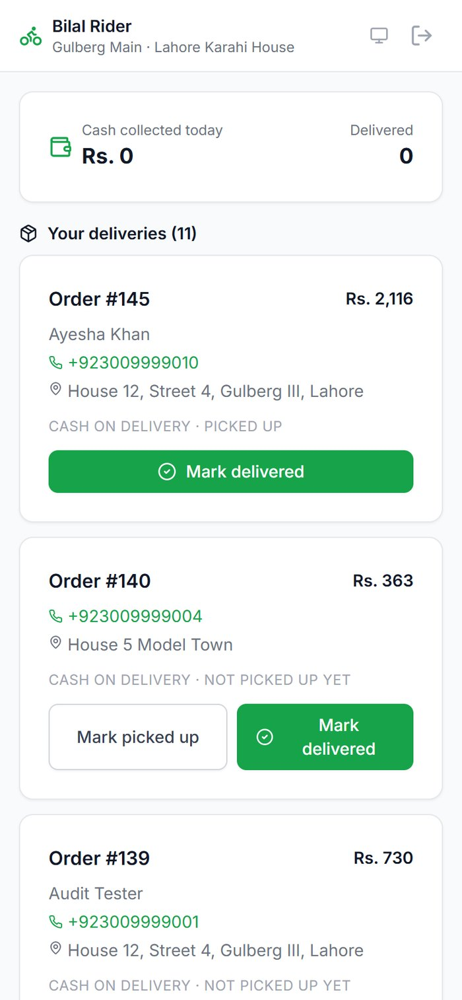 Bilal Rider
Gulberg Main · Lahore Karahi House
Cash collected today
Rs. 0
Delivered
0
Your deliveries (11)
Order #145
Rs. 2,116
Ayesha Khan
+923009999010
House 12, Street 4, Gulberg III, Lahore
CASH ON DELIVERY · PICKED UP
Mark delivered
Order #140
Rs. 363
+923009999004
House 5 Model Town
CASH ON DELIVERY · NOT PICKED UP YET
Mark picked up
Mark
delivered
Order #139
Rs. 730
Audit Tester
+923009999001
House 12, Street 4, Gulberg III, Lahore
CASH ON DELIVERY · NOT PICKED UP YET